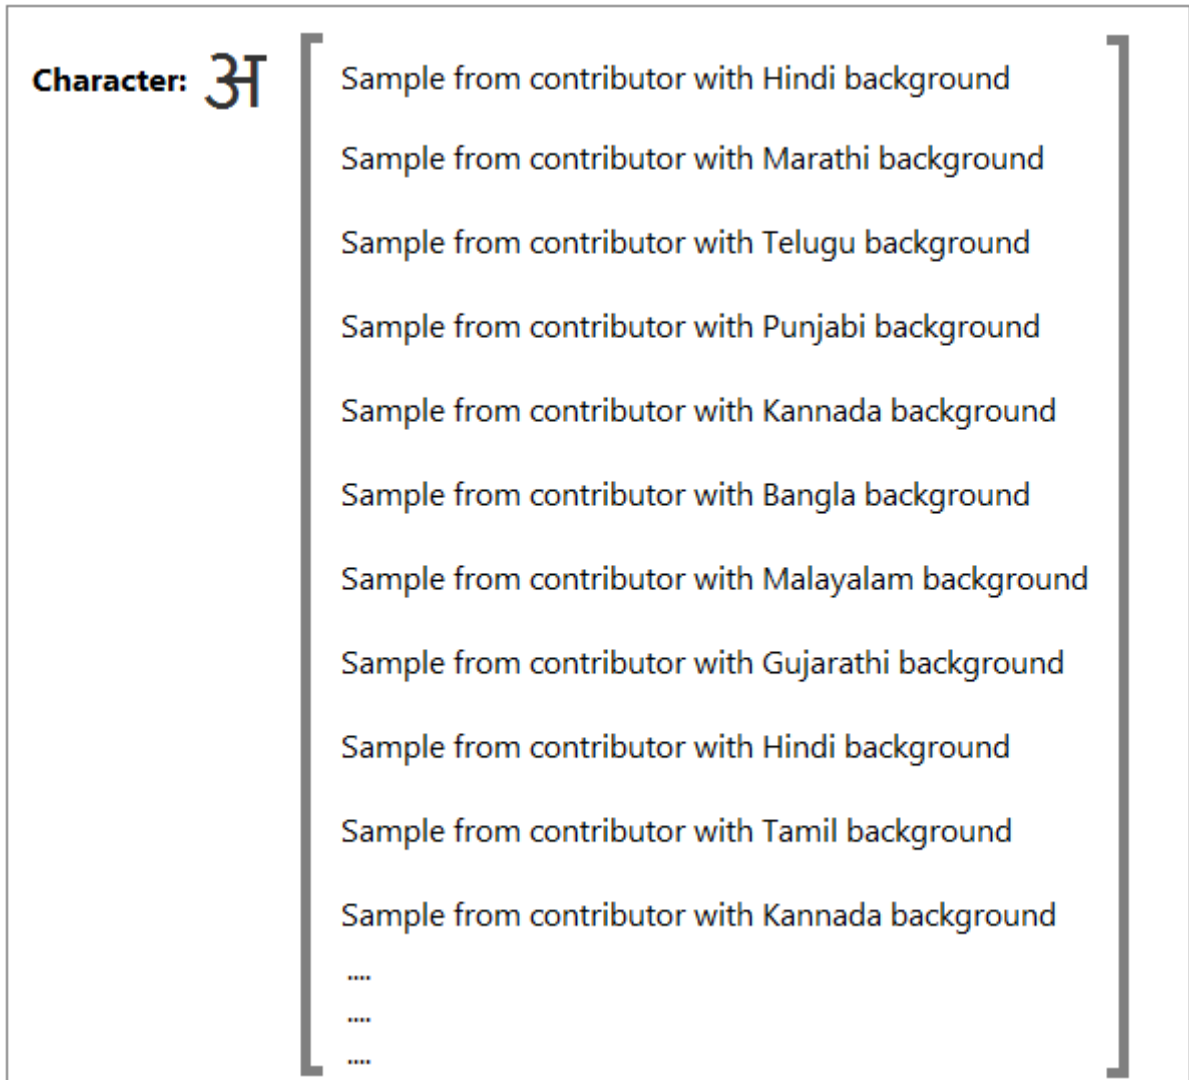 Character: अ Sample from contributor with Hindi background
Sample from contributor with Marathi background
Sample from contributor with Telugu background
Sample from contributor with Punjabi background
Sample from contributor with Kannada background
Sample from contributor with Bangla background
Sample from contributor with Malayalam background
Sample from contributor with Gujarathi background
Sample from contributor with Hindi background
Sample from contributor with Tamil background
Sample from contributor with Kannada background
....
....
....